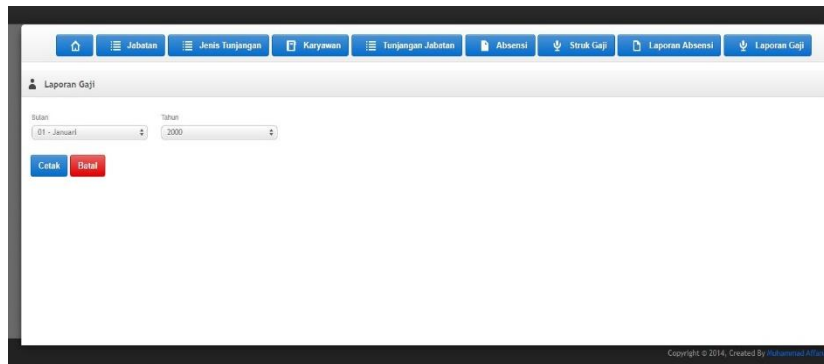 Jabatan Jenis Tunjangan Karyawan Tunjangan Jabatan Absensi Struk Gaji Laporan Absensi Laporan Gaji
Laporan Gaji
Bulan Tahun
01 - Januari 2000
Cetak Batal
Copyright © 2014, Created By Muhammad